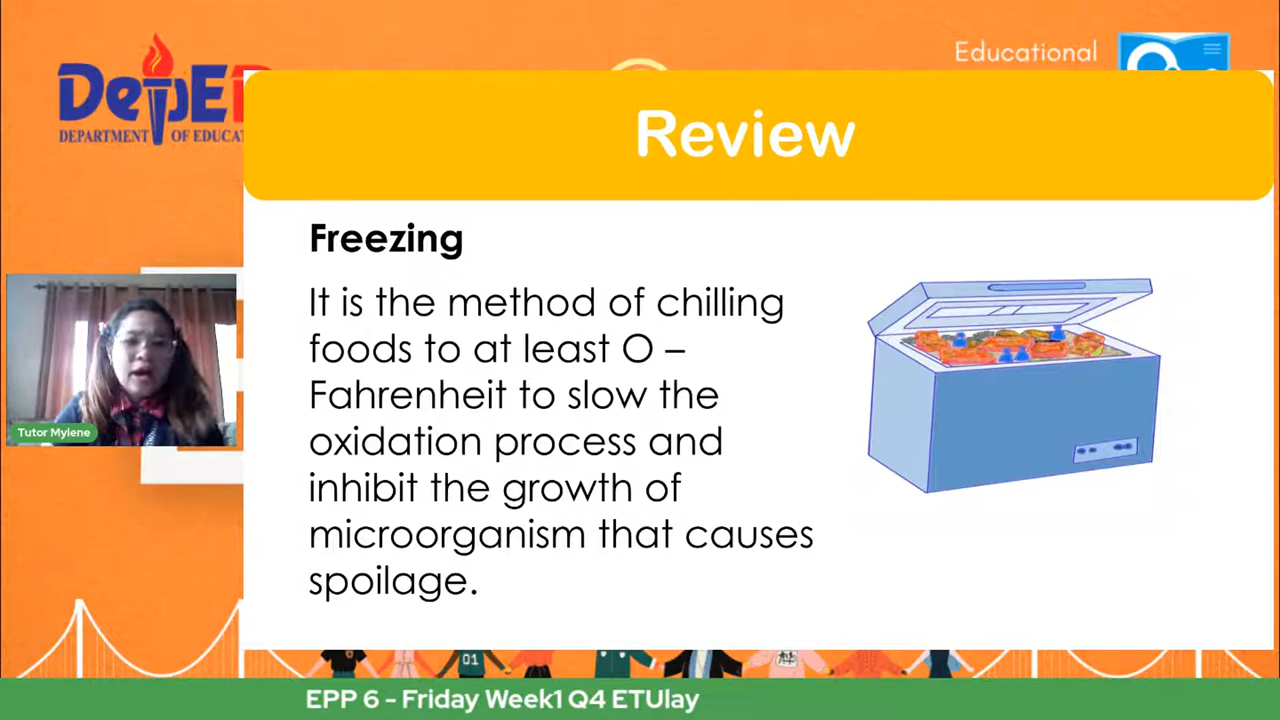 Educational
DepED
DEPARTMENT OF EDUCAT
Review
Freezing
It is the method of chilling
foods to at least O –
Fahrenheit to slow the
oxidation process and
inhibit the growth of
microorganism that causes
spoilage.
Tutor Mylene
01
EPP 6 - Friday Week1 Q4 ETUlay